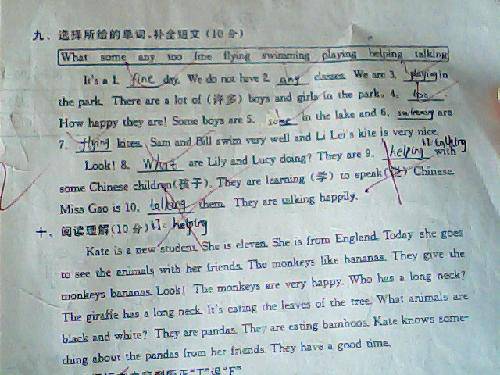 九、选择所给的单词,补全短文(10分)
What some any too fine flying swimming playing helping talking
It's a 1. fine day. We do not have 2. any classes. We are 3. playing in
the park. There are a lot of (许多) boys and girls in the park, 4. too.
How happy they are! Some boys are 5. some in the lake and 6. swimming are
7. flying kites. Sam and Bill swim very well and Li Lei's kite is very nice.
11 talking
Look! 8. What are Lily and Lucy doing? They are 9. helping with
some Chinese children(孩子). They are learning (学) to speak(说) Chinese.
Miss Gao is 10. talking them. They are talking happily.
十、阅读理解(10分) helping
Kate is a new student. She is eleven. She is from England. Today she goes
to see the animals with her friends. The monkeys like bananas. They give the
monkeys bananas. Look! The monkeys are very happy. Who has a long neck?
The giraffe has a long neck. It's eating the leaves of the tree. What animals are
black and white? They are pandas. They are eating bamboos. Kate knows some-
thing about the pandas from her friends. They have a good time.